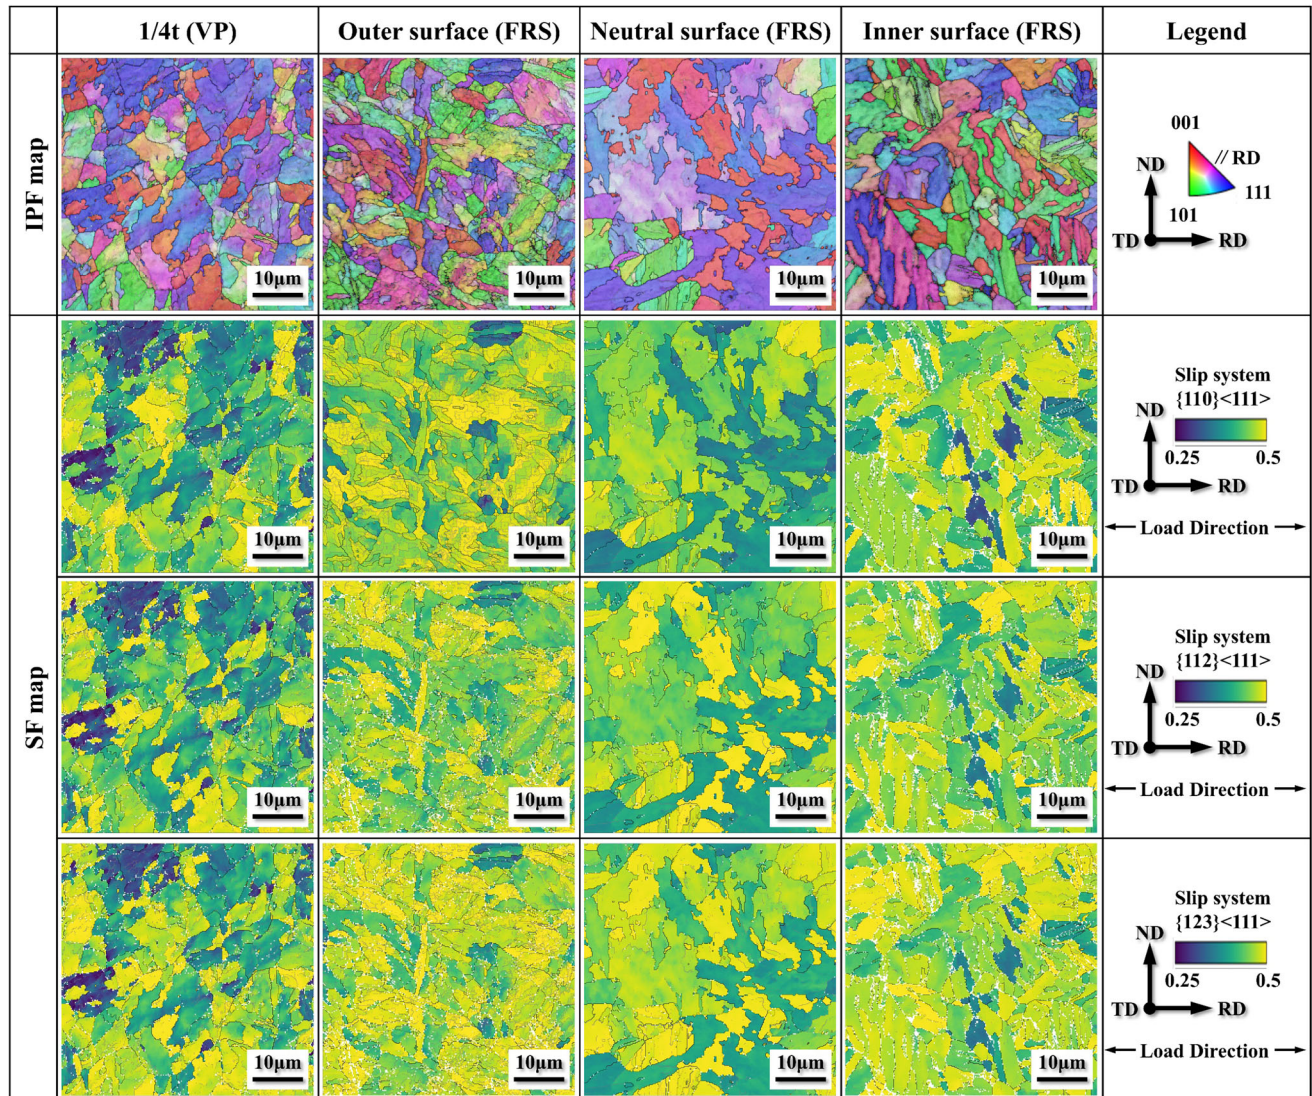 1/4t (VP)
Outer surface (FRS)
Neutral surface (FRS)
Inner surface (FRS)
Legend
IPF map
10μm
10μm
10μm
10μm
001
ND
// RD
111
101
TD
RD
SF map
10μm
10μm
10μm
10μm
Slip system
{110}<111>
ND
0.25
0.5
TD
RD
Load Direction
10μm
10μm
10μm
10μm
Slip system
{112}<111>
ND
0.25
0.5
TD
RD
Load Direction
10μm
10μm
10μm
10μm
Slip system
{123}<111>
ND
0.25
0.5
TD
RD
Load Direction